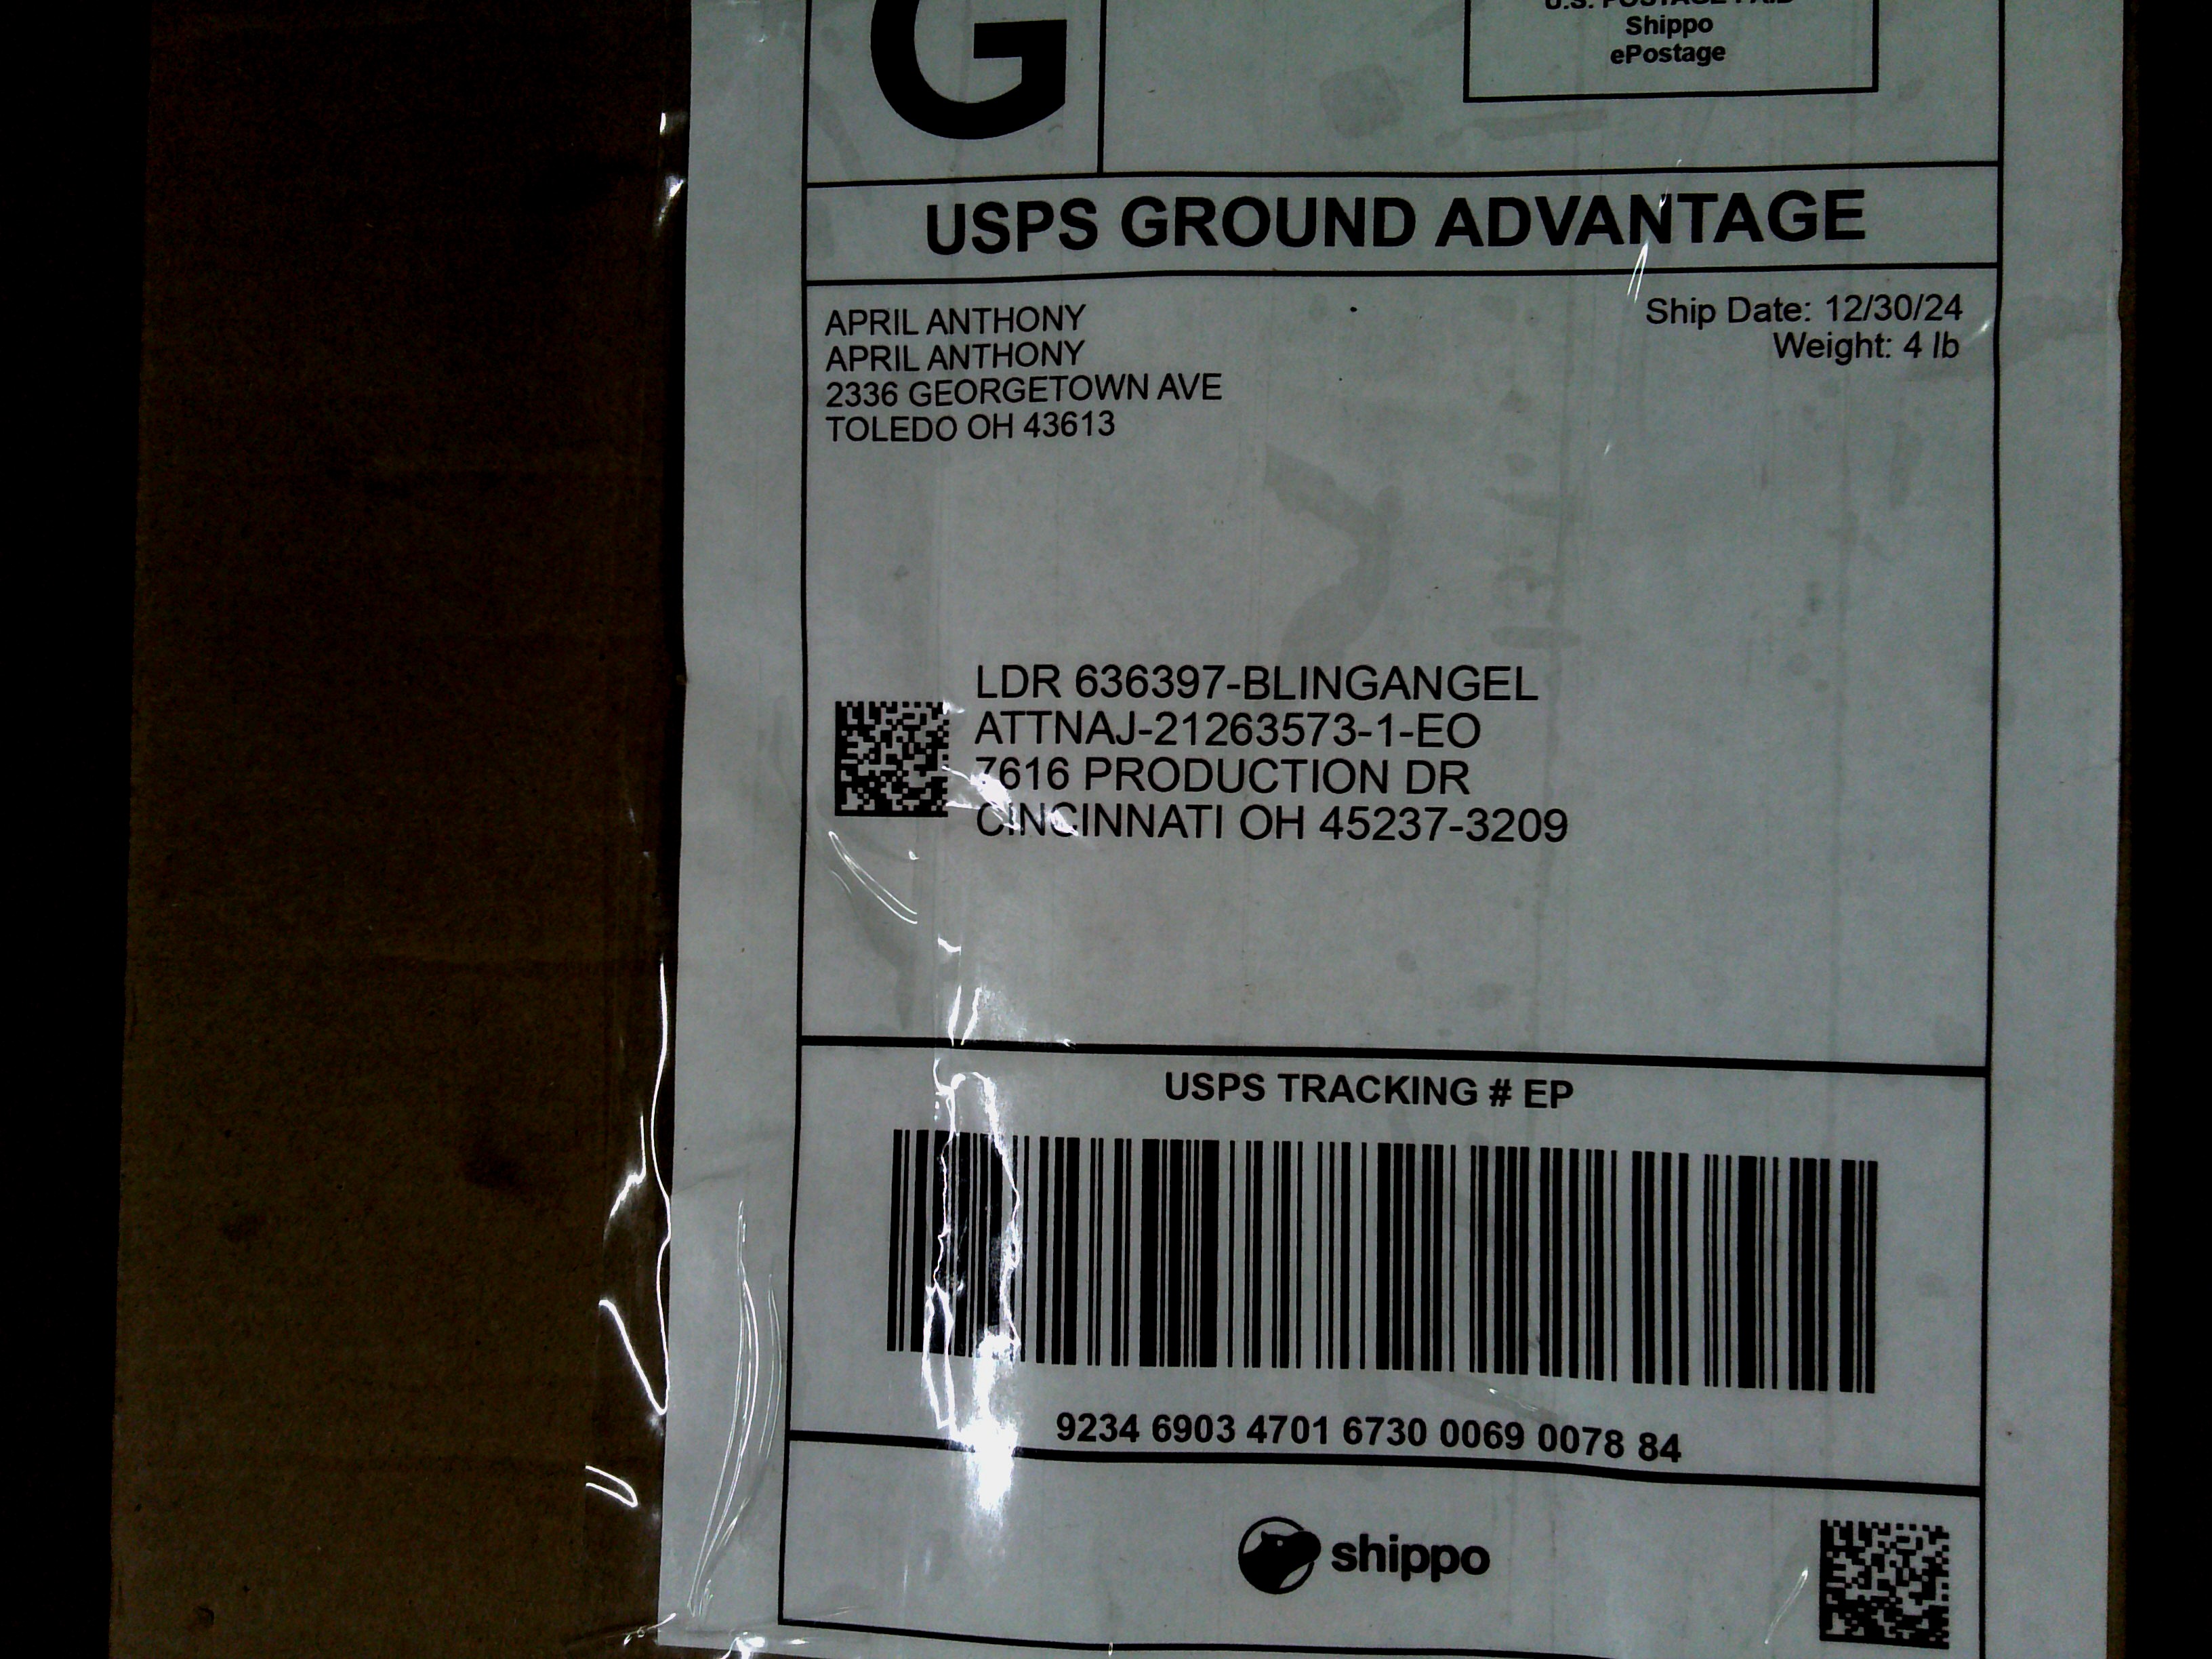 G
U.S. POSTAGE PAID
Shippo
ePostage
USPS GROUND ADVANTAGE
APRIL ANTHONY
APRIL ANTHONY
2336 GEORGETOWN AVE
TOLEDO OH 43613
Ship Date: 12/30/24
Weight: 4 lb
LDR 636397-BLINGANGEL
ATTNAJ-21263573-1-EO
7616 PRODUCTION DR
CINCINNATI OH 45237-3209
USPS TRACKING # EP
9234 6903 4701 6730 0069 0078 84
shippo